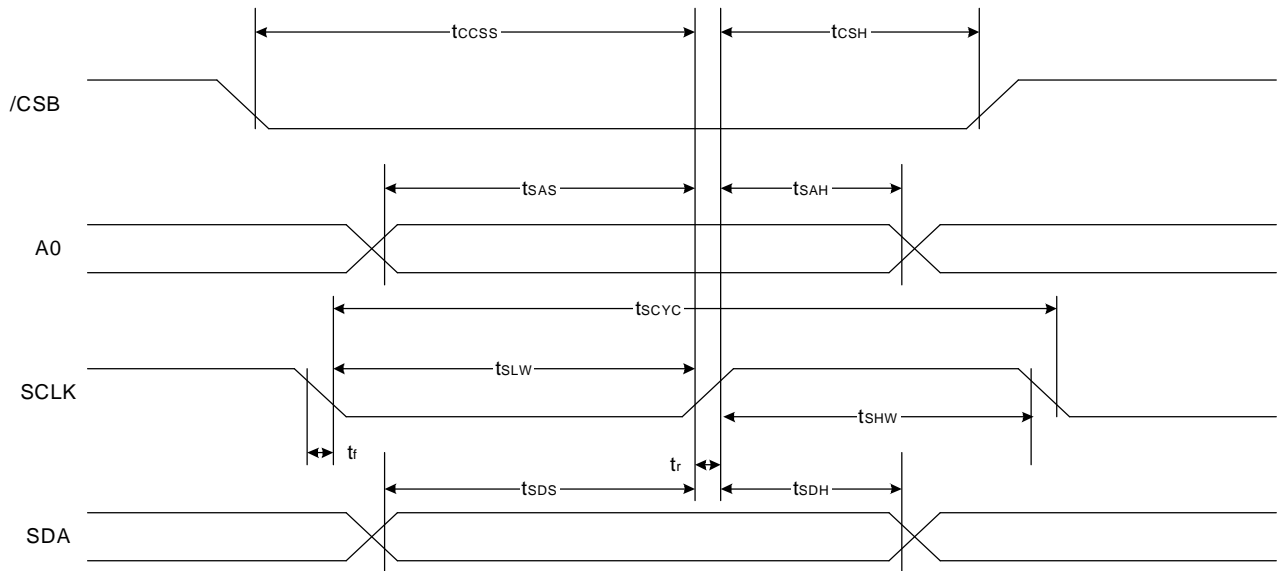 tCCSS tCSH
/CSB
tSAS tSAH
A0
tSCYC
tSLW
SCLK
tSHW
tf tr
tSDS tSDH
SDA